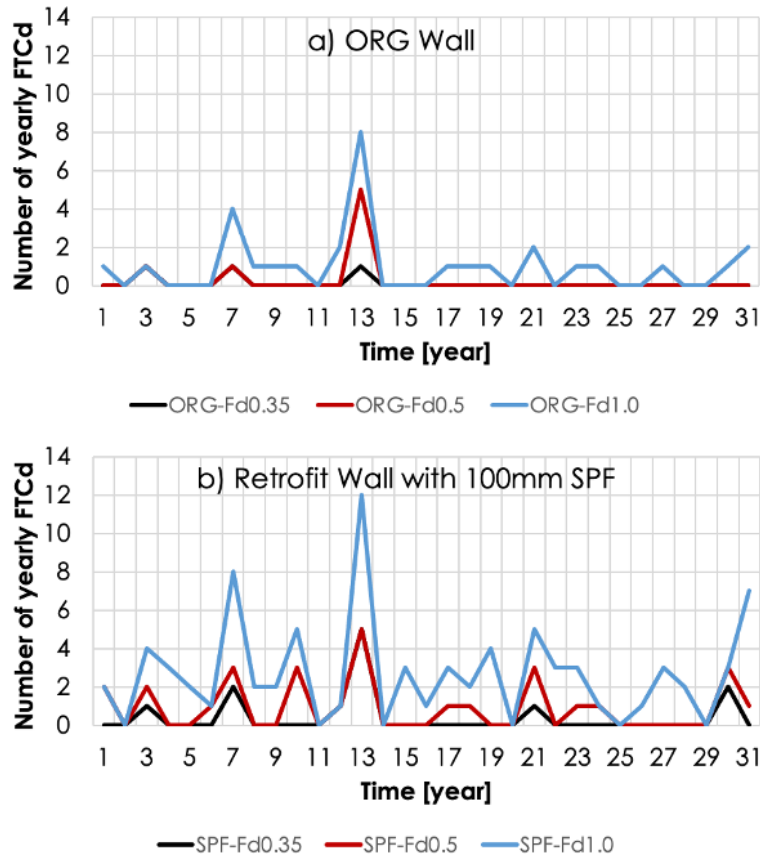 a) ORG Wall
Number of yearly FTCd
14
12
10
8
6
4
2
0
1 3 5 7 9 11 13 15 17 19 21 23 25 27 29 31
Time [year]
ORG-Fd0.35 ORG-Fd0.5 ORG-Fd1.0
b) Retrofit Wall with 100mm SPF
Number of yearly FTCd
14
12
10
8
6
4
2
0
1 3 5 7 9 11 13 15 17 19 21 23 25 27 29 31
Time [year]
SPF-Fd0.35 SPF-Fd0.5 SPF-Fd1.0